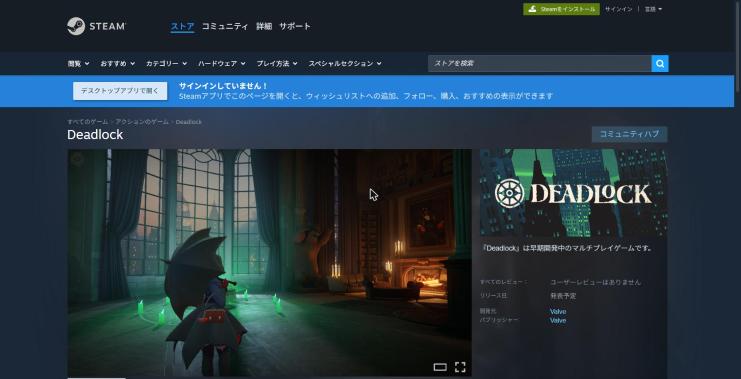 Steamをインストール サインイン | 言語
STEAM
ストア コミュニティ 詳細 サポート
閲覧 おすすめ カテゴリー ハードウェア プレイ方法 スペシャルセクション
ストアを検索
デスクトップアプリで開く
サインインしていません！
Steamアプリでこのページを開くと、ウィッシュリストへの追加、フォロー、購入、おすすめの表示ができます
すべてのゲーム > アクションのゲーム > Deadlock
Deadlock
コミュニティハブ
DEADLOCK
『Deadlock』は早期開発中のマルチプレイゲームです。
すべてのレビュー： ユーザーレビューはありません
リリース日: 発表予定
開発元: Valve
パブリッシャー: Valve